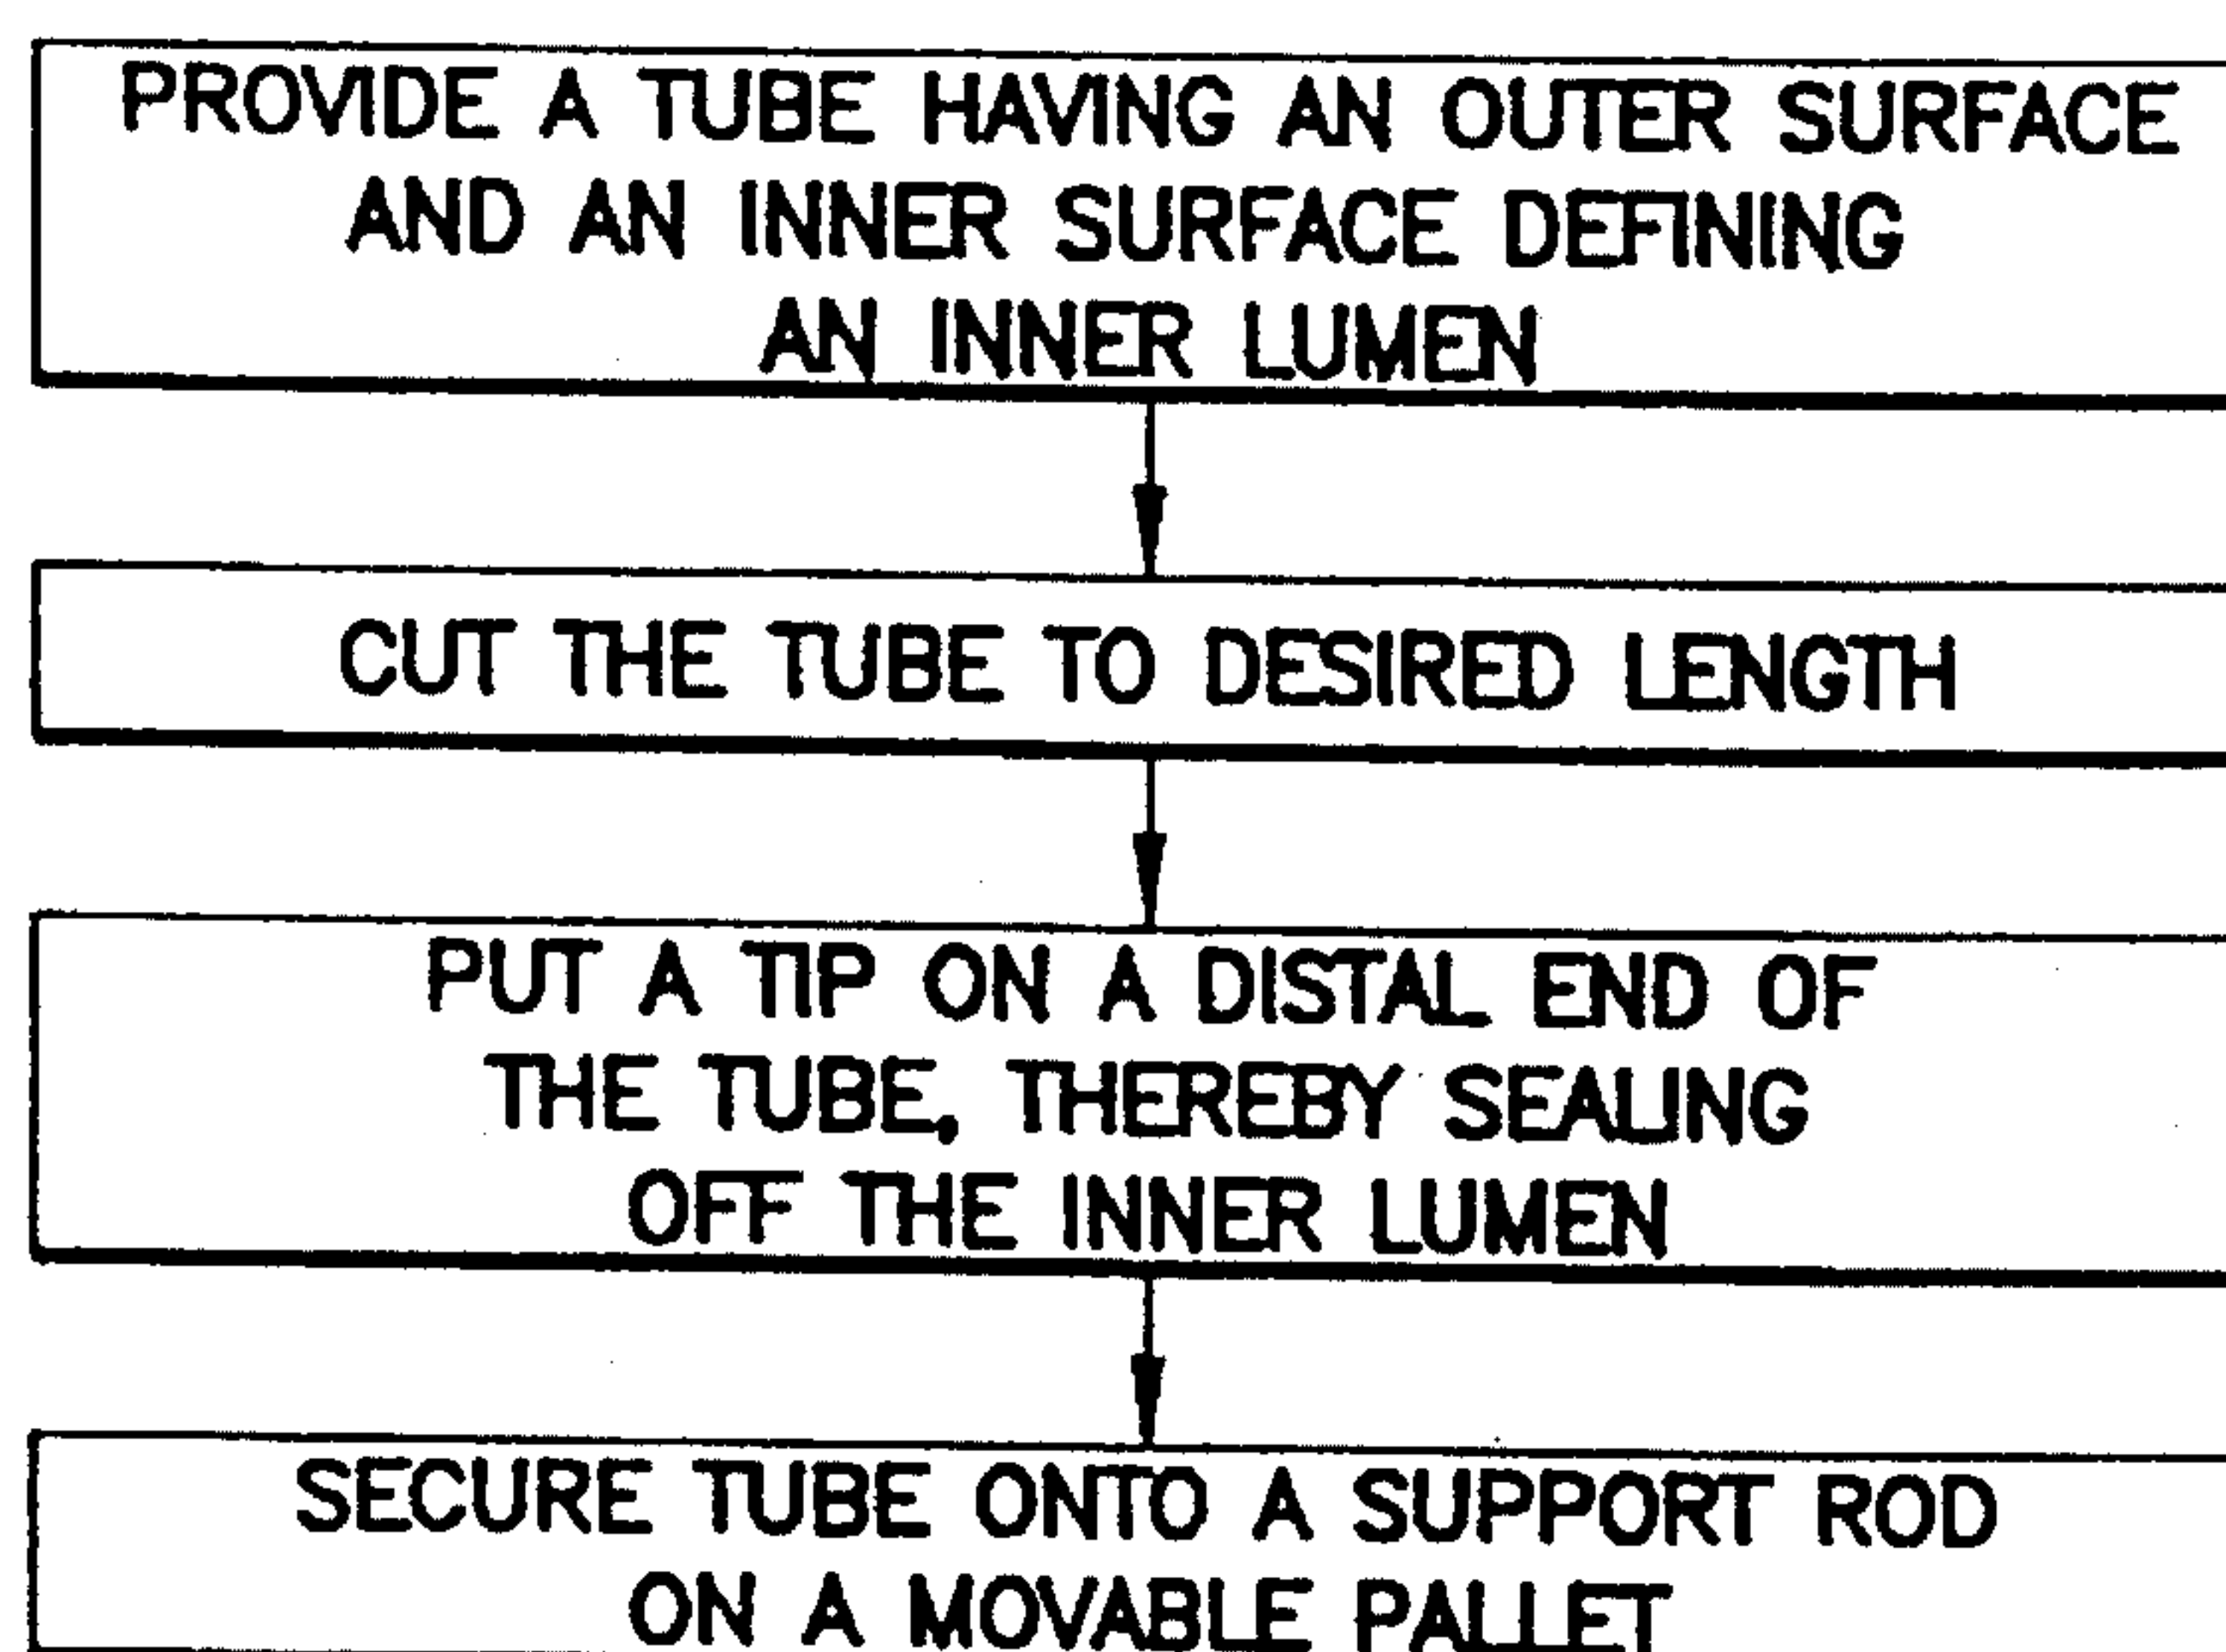 PROVIDE A TUBE HAVING AN OUTER SURFACE
AND AN INNER SURFACE DEFINING
AN INNER LUMEN
CUT THE TUBE TO DESIRED LENGTH
PUT A TIP ON A DISTAL END OF
THE TUBE, THEREBY SEALING
OFF THE INNER LUMEN
SECURE TUBE ONTO A SUPPORT ROD
ON A MOVABLE PALLET